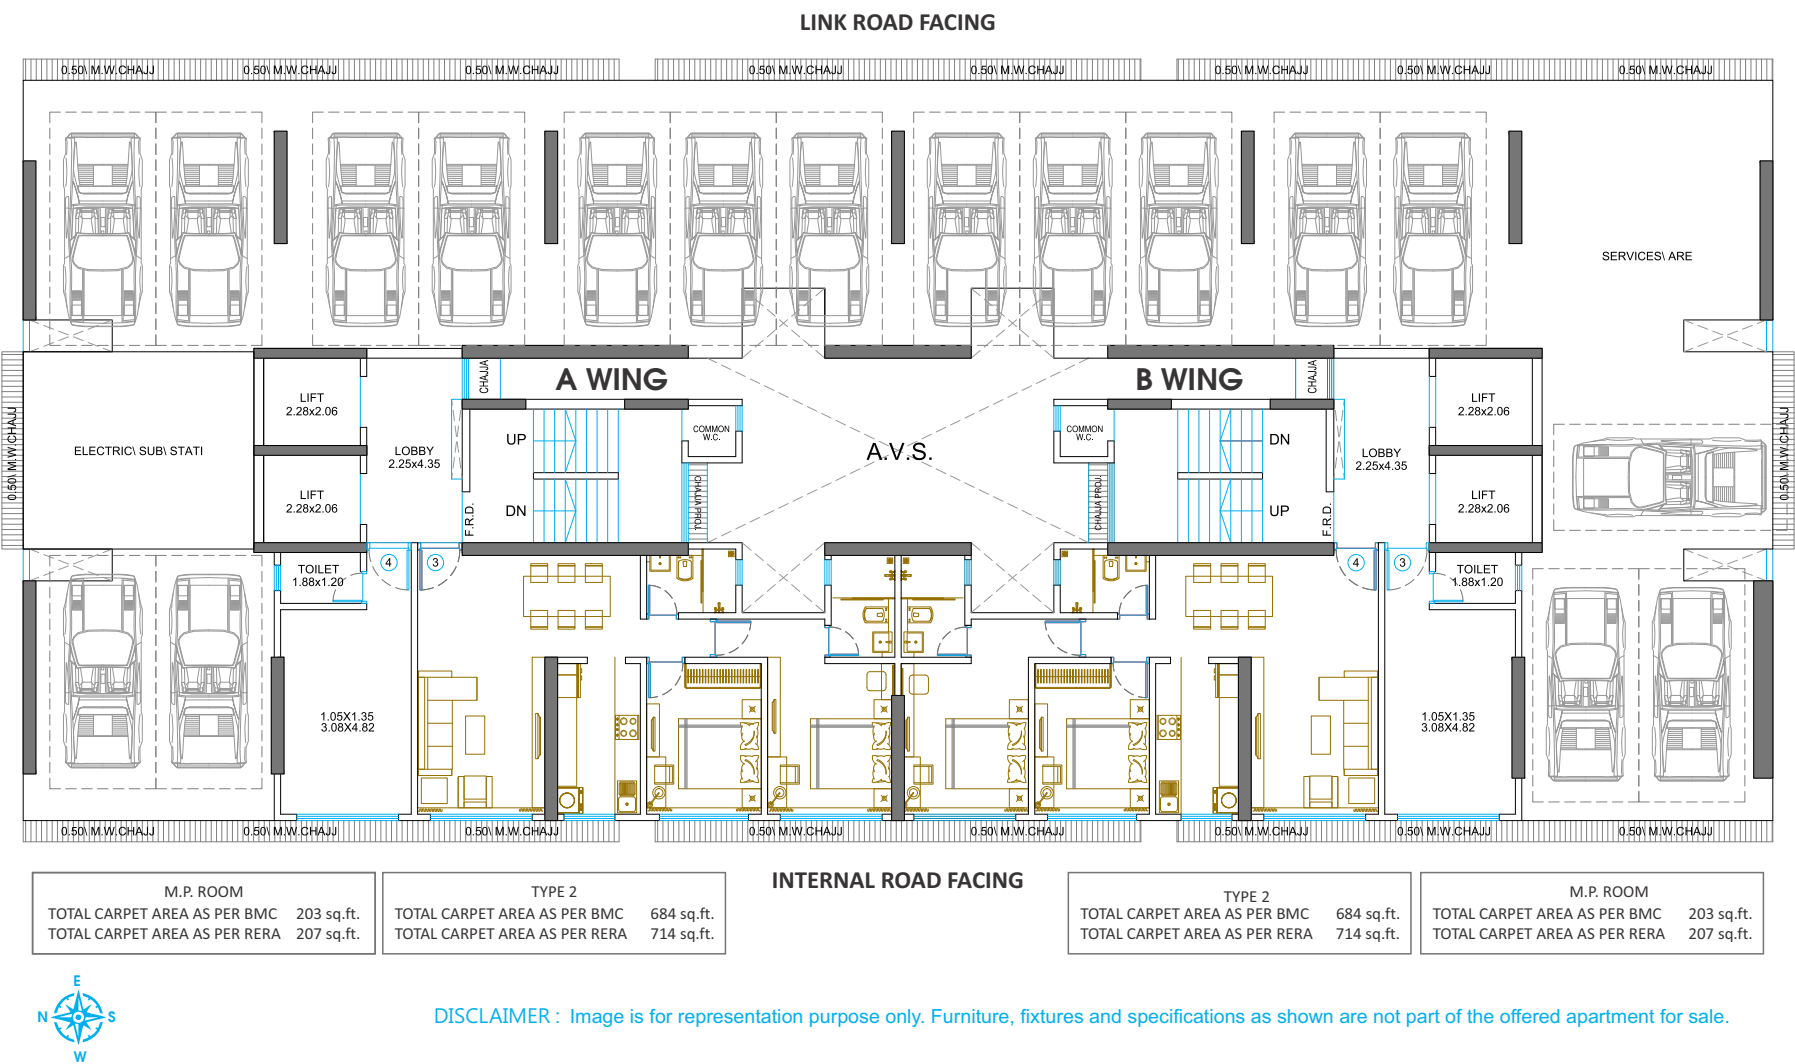 LINK ROAD FACING
0.50\ M.W.CHAJJ
0.50\ M.W.CHAJJ
0.50\ M.W.CHAJJ
0.50\ M.W.CHAJJ
0.50\ M.W.CHAJJ
0.50\ M.W.CHAJJ
0.50\ M.W.CHAJJ
0.50\ M.W.CHAJJ
SERVICES\ ARE
A WING
B WING
CHAJJA
CHAJJA
LIFT
2.28x2.06
LIFT
2.28x2.06
ELECTRIC\ SUB\ STATI
LOBBY
2.25x4.35
UP
COMMON
W.C.
A.V.S.
COMMON
W.C.
DN
LOBBY
2.25x4.35
0.50\ M.W.CHAJJ
0.50\ M.W.CHAJJ
LIFT
2.28x2.06
F.R.D.
DN
CHAJJA PROJ.
CHAJJA PROJ.
UP
F.R.D.
LIFT
2.28x2.06
TOILET
1.88x1.20
4
3
4
3
TOILET
1.88x1.20
1.05X1.35
3.08X4.82
1.05X1.35
3.08X4.82
0.50\ M.W.CHAJJ
0.50\ M.W.CHAJJ
0.50\ M.W.CHAJJ
0.50\ M.W.CHAJJ
0.50\ M.W.CHAJJ
0.50\ M.W.CHAJJ
0.50\ M.W.CHAJJ
0.50\ M.W.CHAJJ
INTERNAL ROAD FACING
M.P. ROOM
TOTAL CARPET AREA AS PER BMC 203 sq.ft.
TOTAL CARPET AREA AS PER RERA 207 sq.ft.
TYPE 2
TOTAL CARPET AREA AS PER BMC 684 sq.ft.
TOTAL CARPET AREA AS PER RERA 714 sq.ft.
TYPE 2
TOTAL CARPET AREA AS PER BMC 684 sq.ft.
TOTAL CARPET AREA AS PER RERA 714 sq.ft.
M.P. ROOM
TOTAL CARPET AREA AS PER BMC 203 sq.ft.
TOTAL CARPET AREA AS PER RERA 207 sq.ft.
E
N S
W
DISCLAIMER : Image is for representation purpose only. Furniture, fixtures and specifications as shown are not part of the offered apartment for sale.